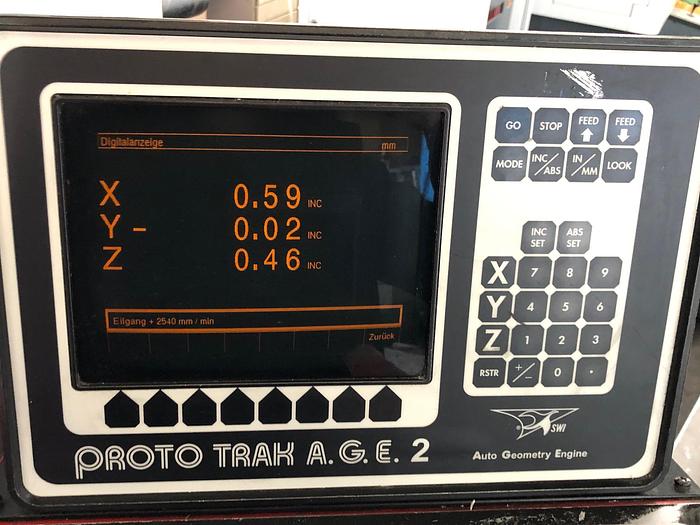 Digitalanzeige mm
X 0.59 INC
Y - 0.02 INC
Z 0.46 INC
Eilgang + 2540 mm / min
Zurück
GO STOP FEED FEED
MODE INC/ABS IN/MM LOOK
INC SET ABS SET
X 7 8 9
Y 4 5 6
Z 1 2 3
RSTR +/- 0 .
PROTO TRAK A.G.E. 2
® SWI
Auto Geometry Engine